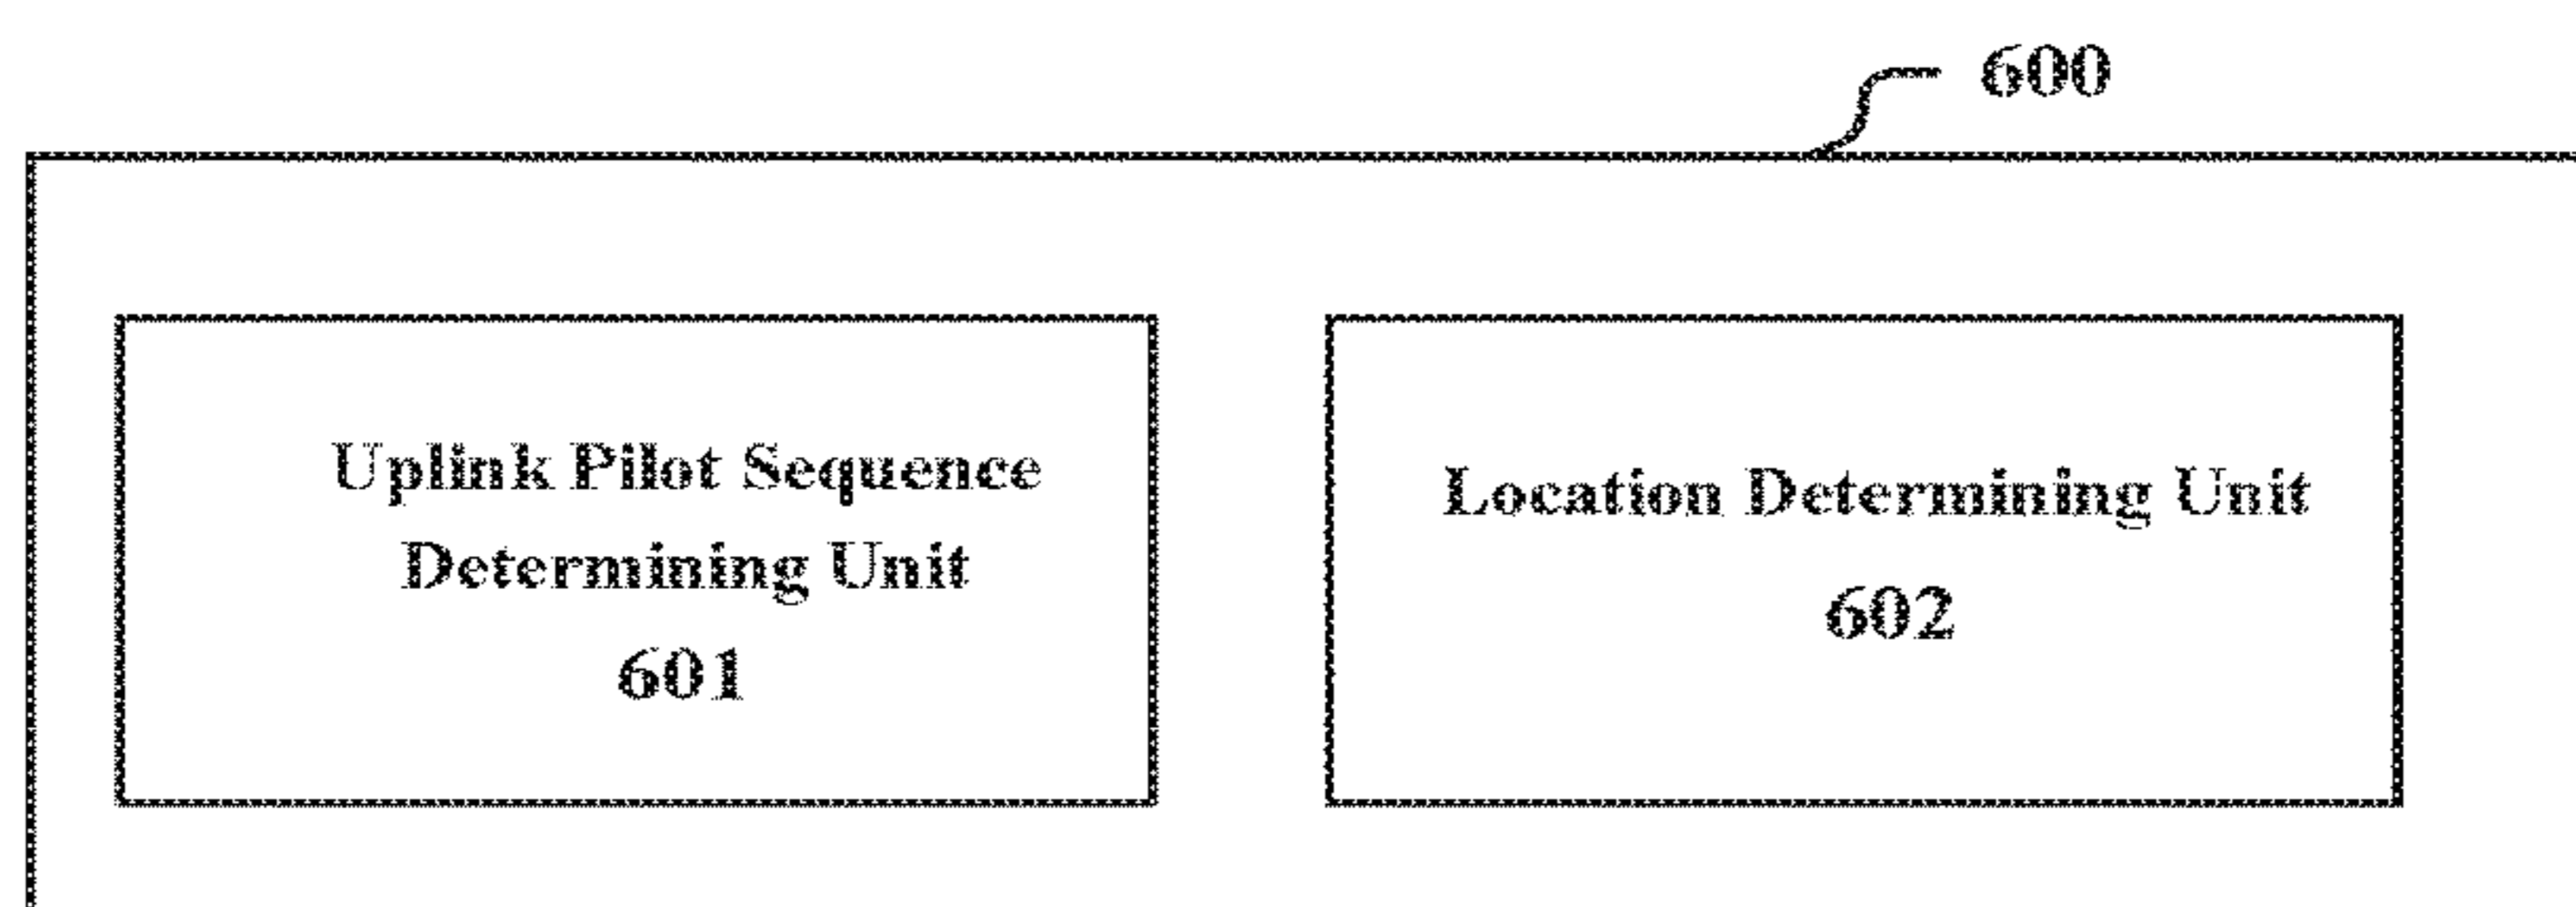 600
Uplink Pilot Sequence
Determining Unit
601
Location Determining Unit
602